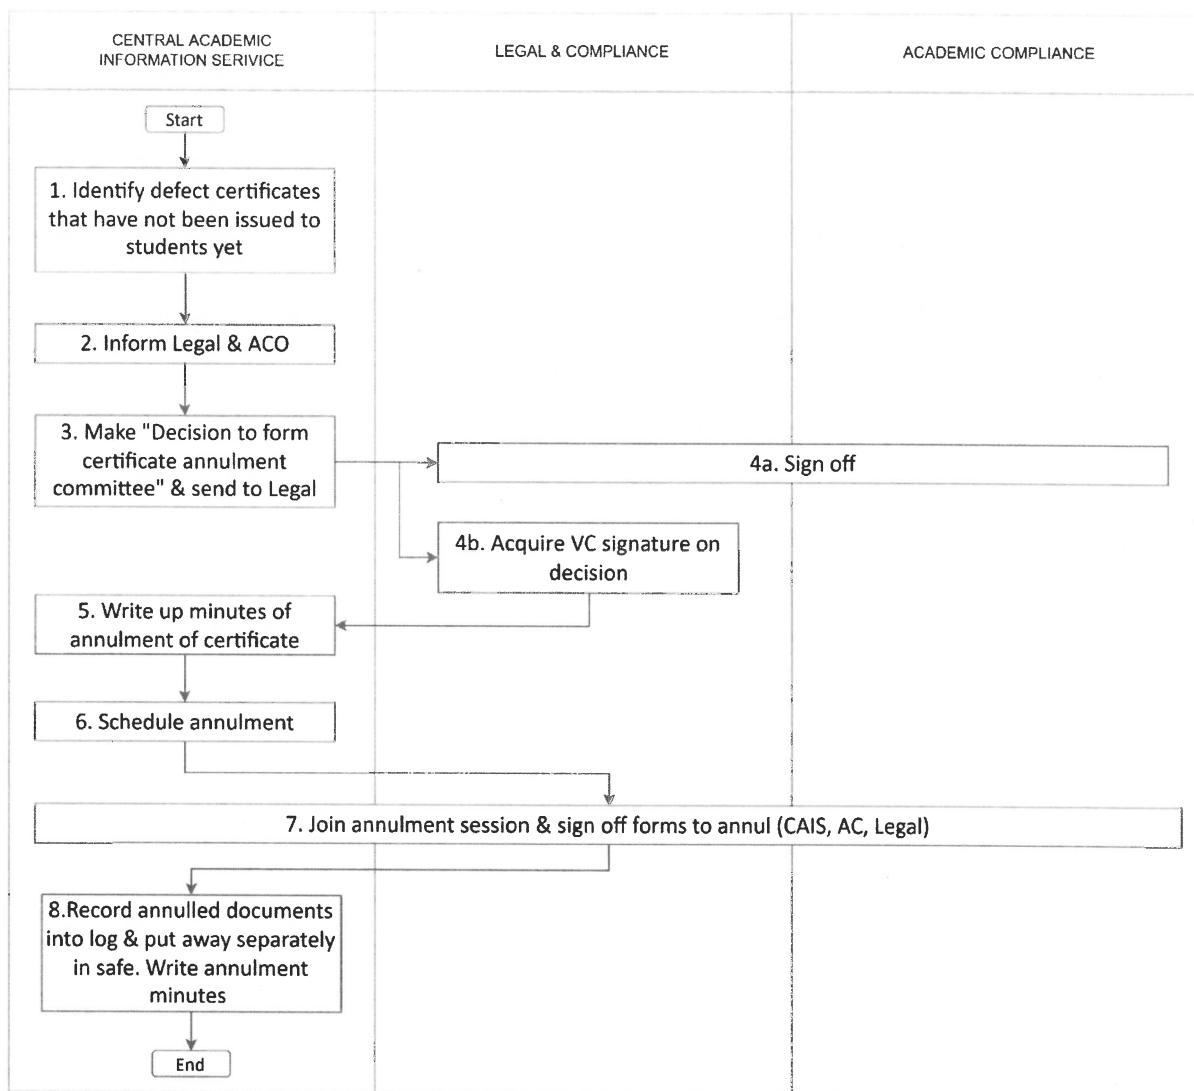 CENTRAL ACADEMIC
INFORMATION SERIVICE
LEGAL & COMPLIANCE
ACADEMIC COMPLIANCE
Start
1. Identify defect certificates
that have not been issued to
students yet
2. Inform Legal & ACO
3. Make "Decision to form
certificate annulment
committee" & send to Legal
4a. Sign off
4b. Acquire VC signature on
decision
5. Write up minutes of
annulment of certificate
6. Schedule annulment
7. Join annulment session & sign off forms to annul (CAIS, AC, Legal)
8.Record annulled documents
into log & put away separately
in safe. Write annulment
minutes
End